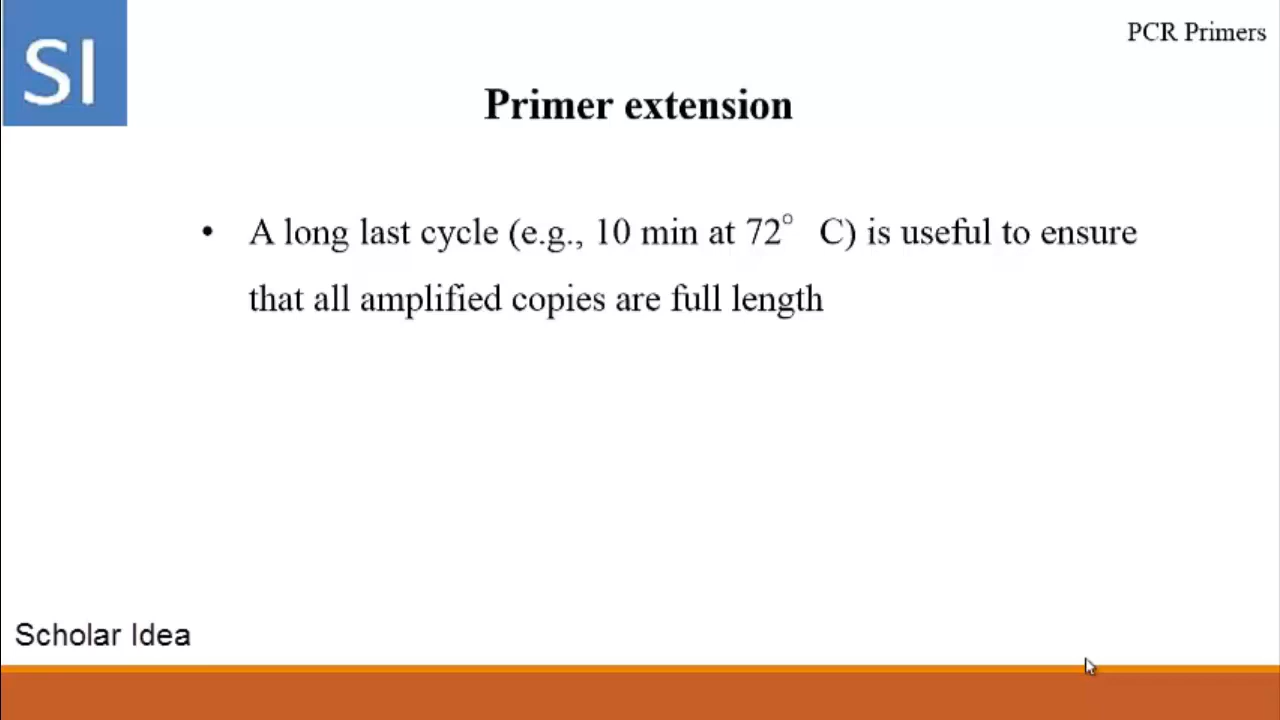 SI
PCR Primers
Primer extension
• A long last cycle (e.g., 10 min at 72° C) is useful to ensure
that all amplified copies are full length
Scholar Idea